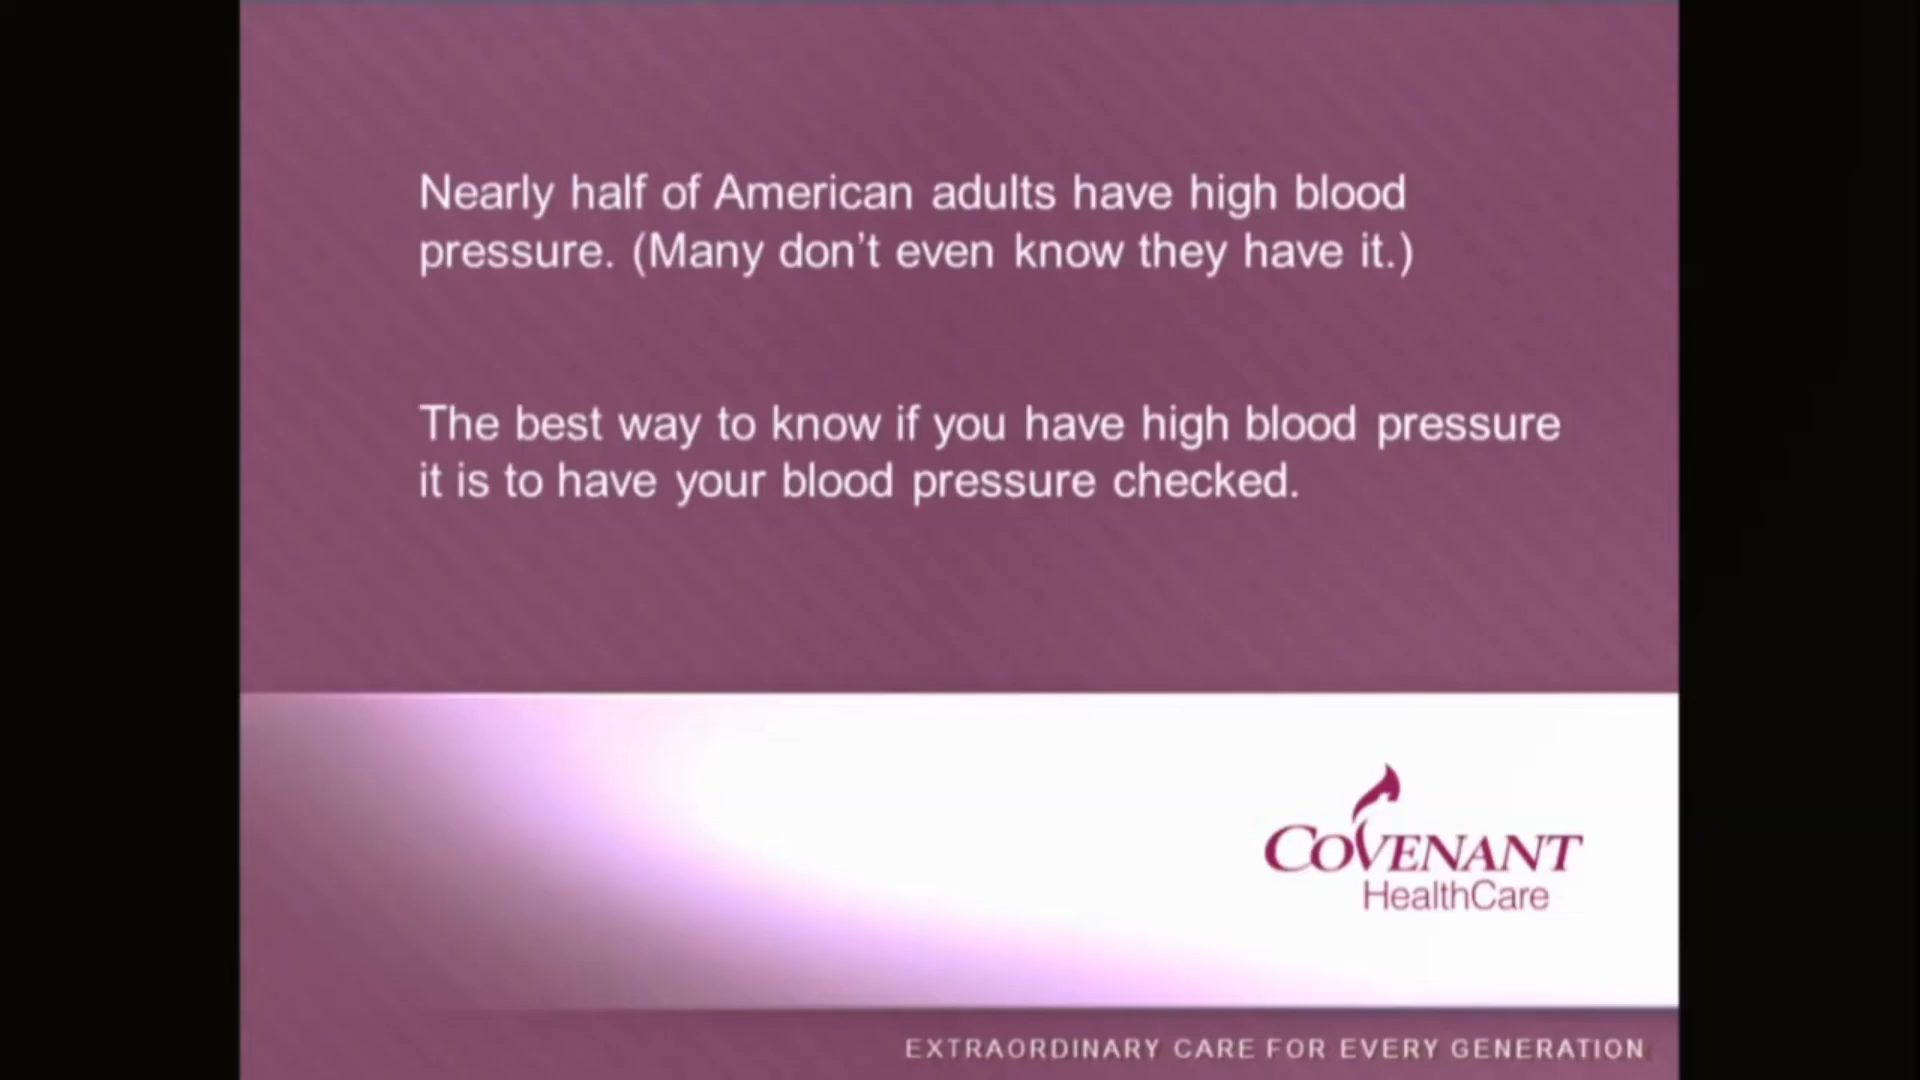 Nearly half of American adults have high blood
pressure. (Many don't even know they have it.)
The best way to know if you have high blood pressure
it is to have your blood pressure checked.
COVENANT
HealthCare
EXTRAORDINARY CARE FOR EVERY GENERATION